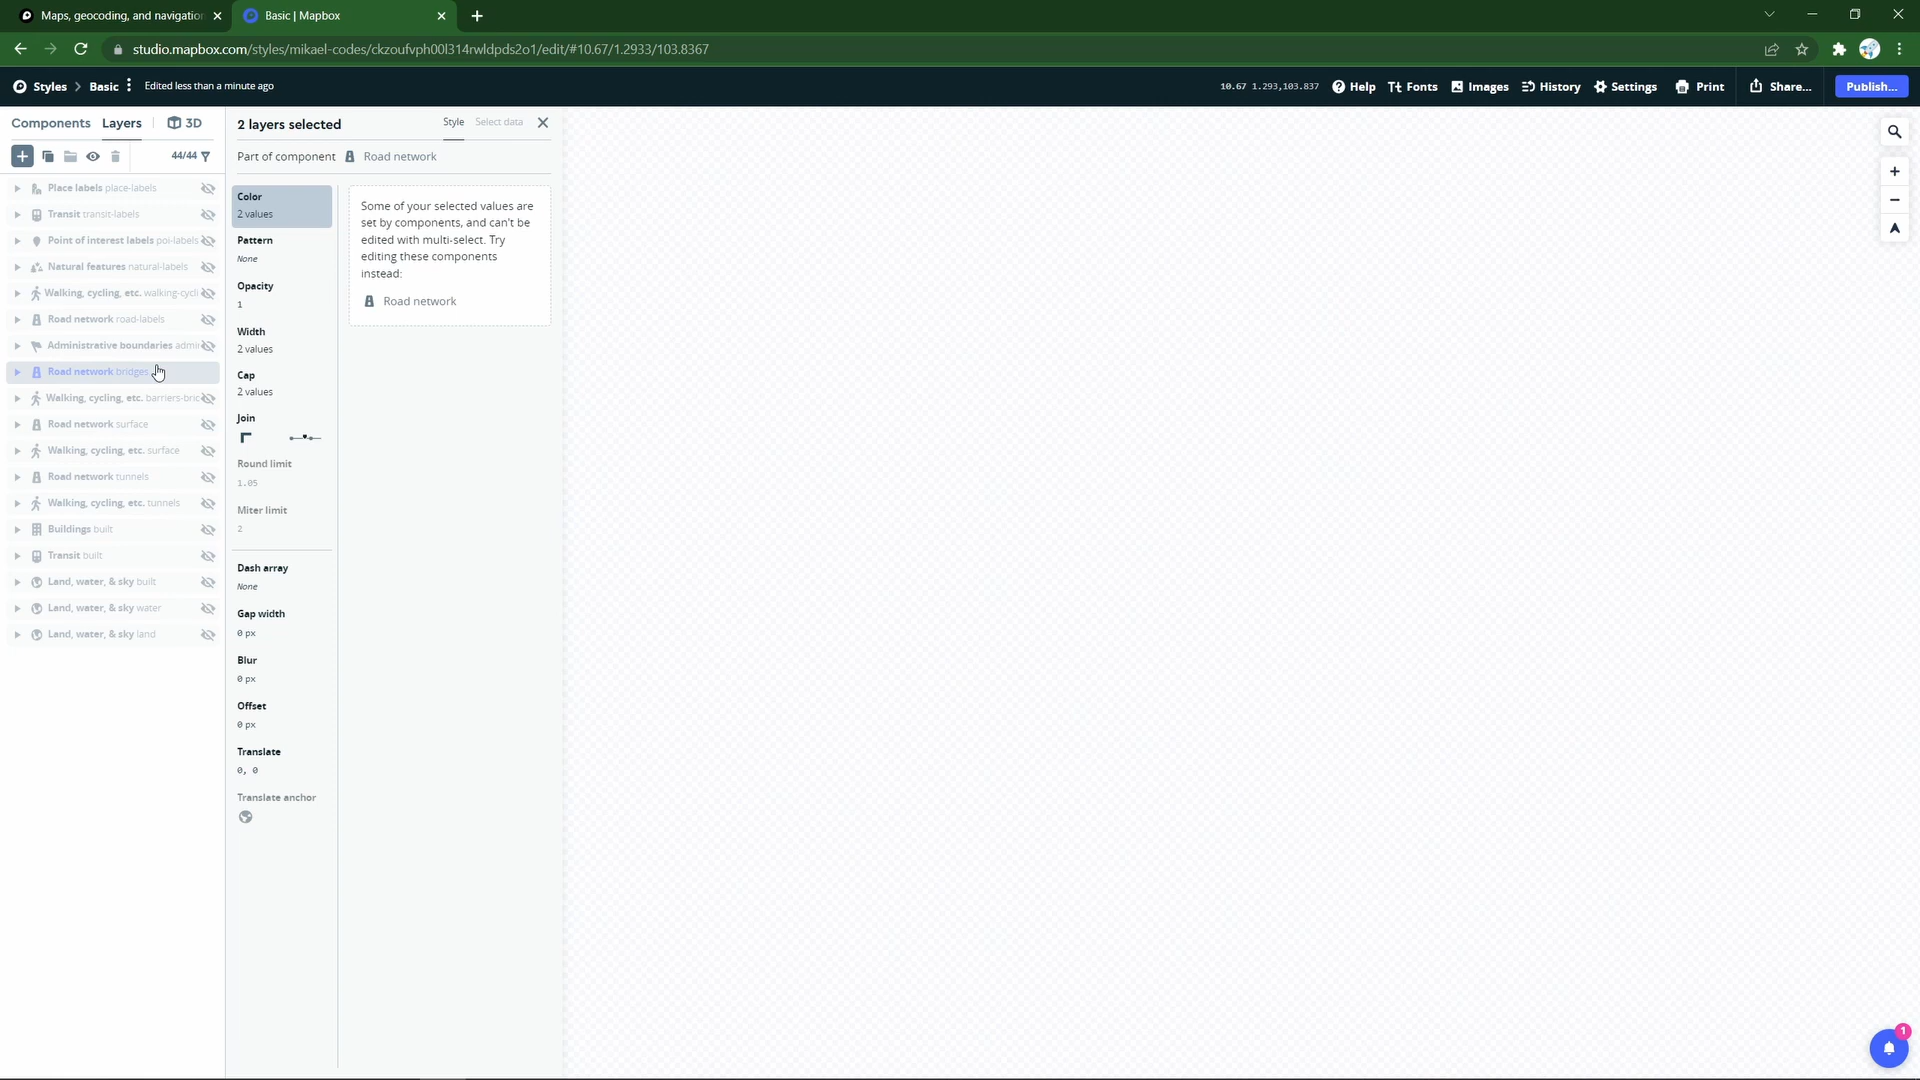 Maps, geocoding, and navigation
Basic | Mapbox
studio.mapbox.com/styles/mikael-codes/ckzoufvph00l314rwldpds2o1/edit/#10.67/1.2933/103.8367
Styles > Basic
Edited less than a minute ago
10.67 1.293,103.837
Help
Fonts
Images
History
Settings
Print
Share...
Publish...
Components
Layers
3D
44/44
Place labels place-labels
Transit transit-labels
Point of interest labels poi-labels
Natural features natural-labels
Walking, cycling, etc. walking-cycli
Road network road-labels
Administrative boundaries admin
Road network bridges
Walking, cycling, etc. barriers-bric
Road network surface
Walking, cycling, etc. surface
Road network tunnels
Walking, cycling, etc. tunnels
Buildings built
Transit built
Land, water, & sky built
Land, water, & sky water
Land, water, & sky land
2 layers selected
Style
Select data
Part of component Road network
Color
2 values
Pattern
None
Opacity
1
Width
2 values
Cap
2 values
Join
Round limit
1.05
Miter limit
2
Dash array
None
Gap width
0 px
Blur
0 px
Offset
0 px
Translate
0, 0
Translate anchor
Some of your selected values are
set by components, and can't be
edited with multi-select. Try
editing these components
instead:
Road network
1